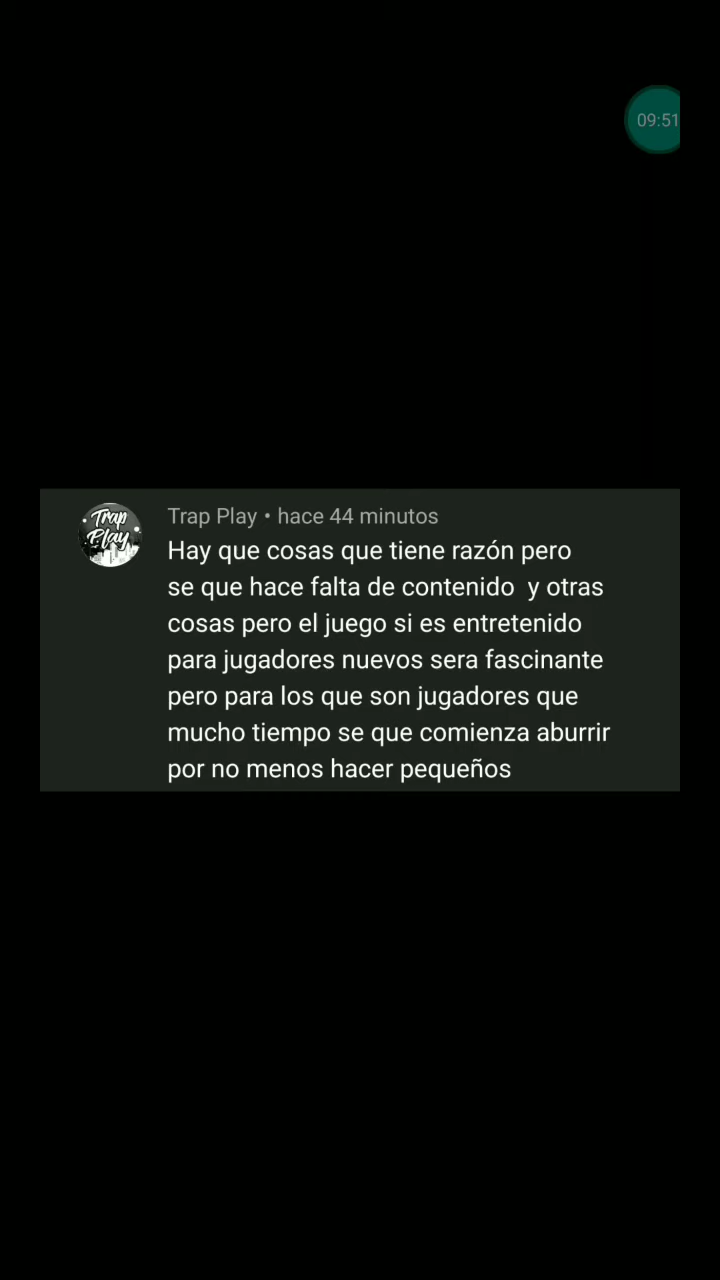 09:51
Trap Play • hace 44 minutos
Trap
Play
Hay que cosas que tiene razón pero
se que hace falta de contenido  y otras
cosas pero el juego si es entretenido
para jugadores nuevos sera fascinante
pero para los que son jugadores que
mucho tiempo se que comienza aburrir
por no menos hacer pequeños